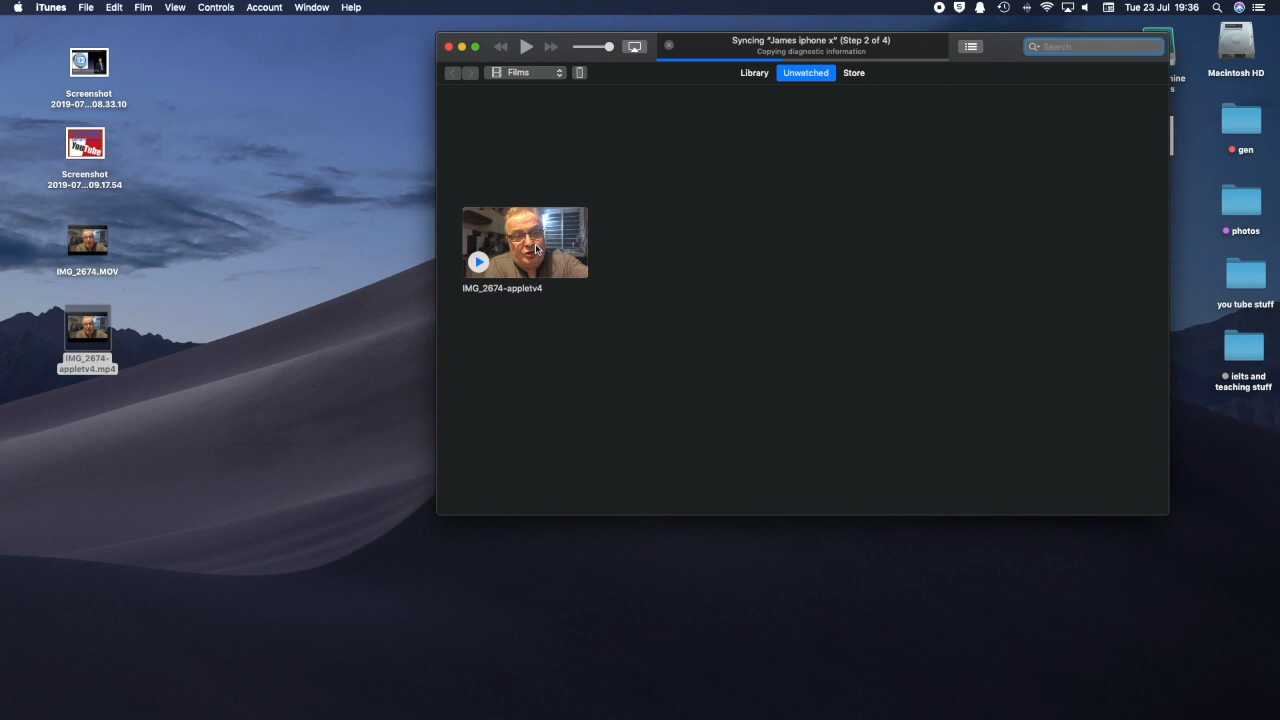 iTunes File Edit Film View Controls Account Window Help
Tue 23 Jul 19:36
Syncing “James iphone x” (Step 2 of 4)
Copying diagnostic information
Search
Films
Library Unwatched Store
IMG_2674-appletv4
Screenshot
2019-07...08.33.10
YouTube
Screenshot
2019-07...09.17.54
IMG_2674.MOV
IMG_2674-
appletv4.mp4
Macintosh HD
gen
photos
you tube stuff
ielts and
teaching stuff